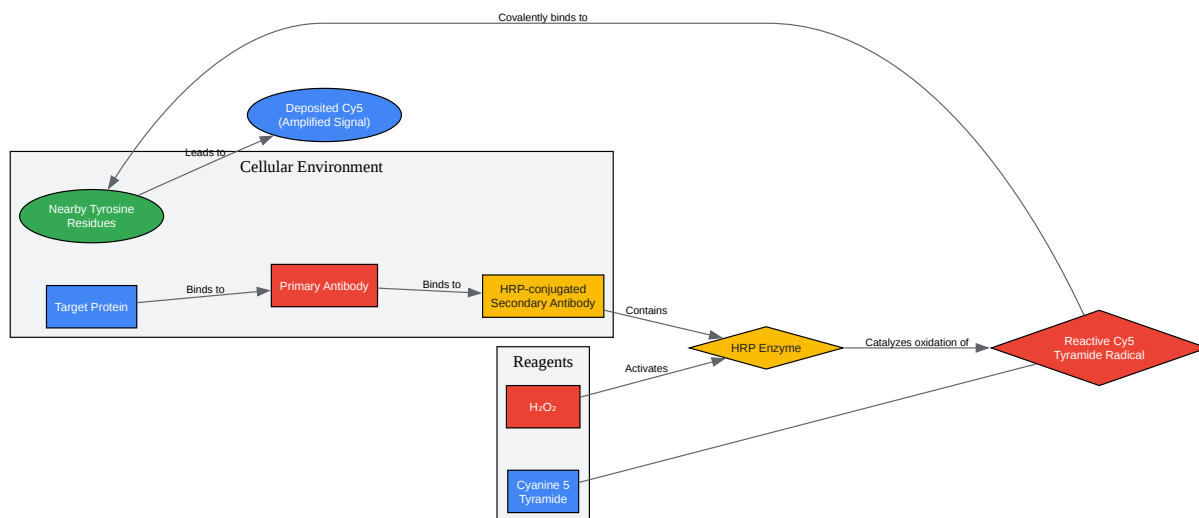 Covalently binds to
Deposited Cy5
(Amplified Signal)
Leads to
Cellular Environment
Nearby Tyrosine
Residues
Target Protein
Binds to
Primary Antibody
Binds to
HRP-conjugated
Secondary Antibody
Contains
HRP Enzyme
Catalyzes oxidation of
Reactive Cy5
Tyramide Radical
Reagents
Activates
H₂O₂
Cyanine 5
Tyramide